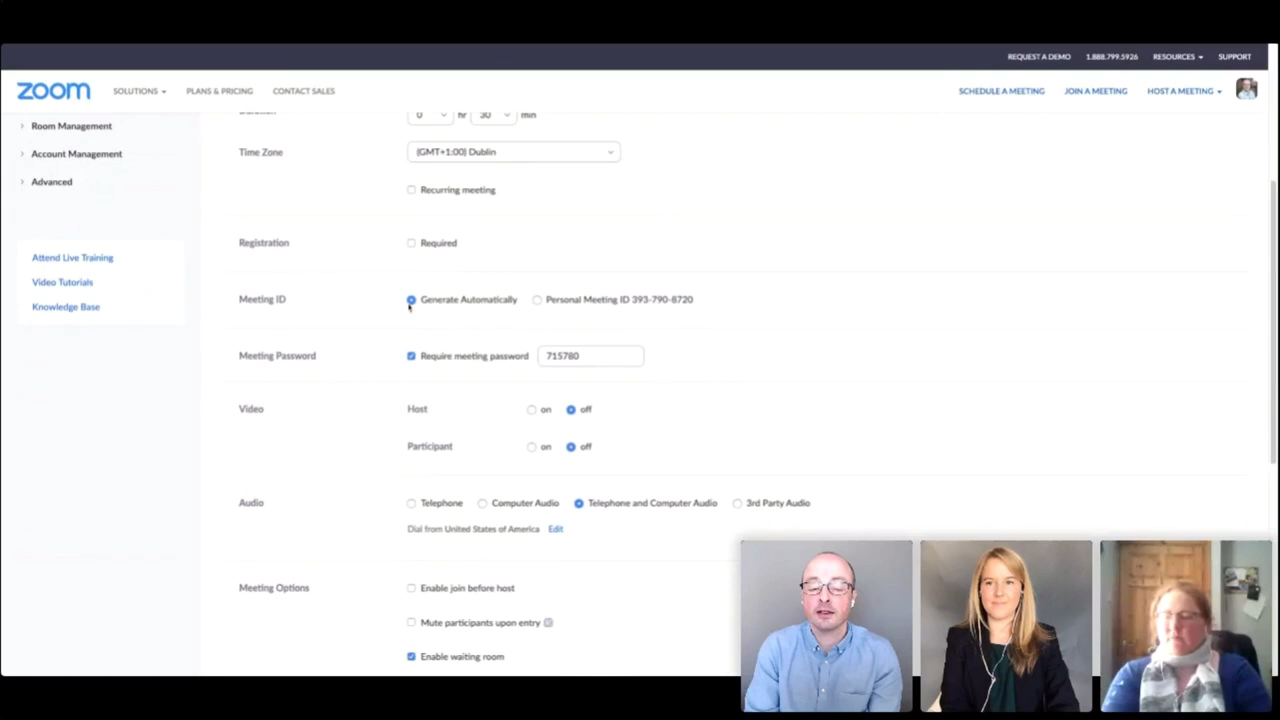 REQUEST A DEMO 1.888.799.5926 RESOURCES SUPPORT
zoom SOLUTIONS PLANS & PRICING CONTACT SALES SCHEDULE A MEETING JOIN A MEETING HOST A MEETING
Room Management
Account Management
Advanced
Attend Live Training
Video Tutorials
Knowledge Base
0 hr 30 min
Time Zone (GMT+1:00) Dublin
Recurring meeting
Registration Required
Meeting ID Generate Automatically Personal Meeting ID 393-790-8720
Meeting Password Require meeting password 715780
Video Host on off
Participant on off
Audio Telephone Computer Audio Telephone and Computer Audio 3rd Party Audio
Dial from United States of America Edit
Meeting Options Enable join before host
Mute participants upon entry
Enable waiting room